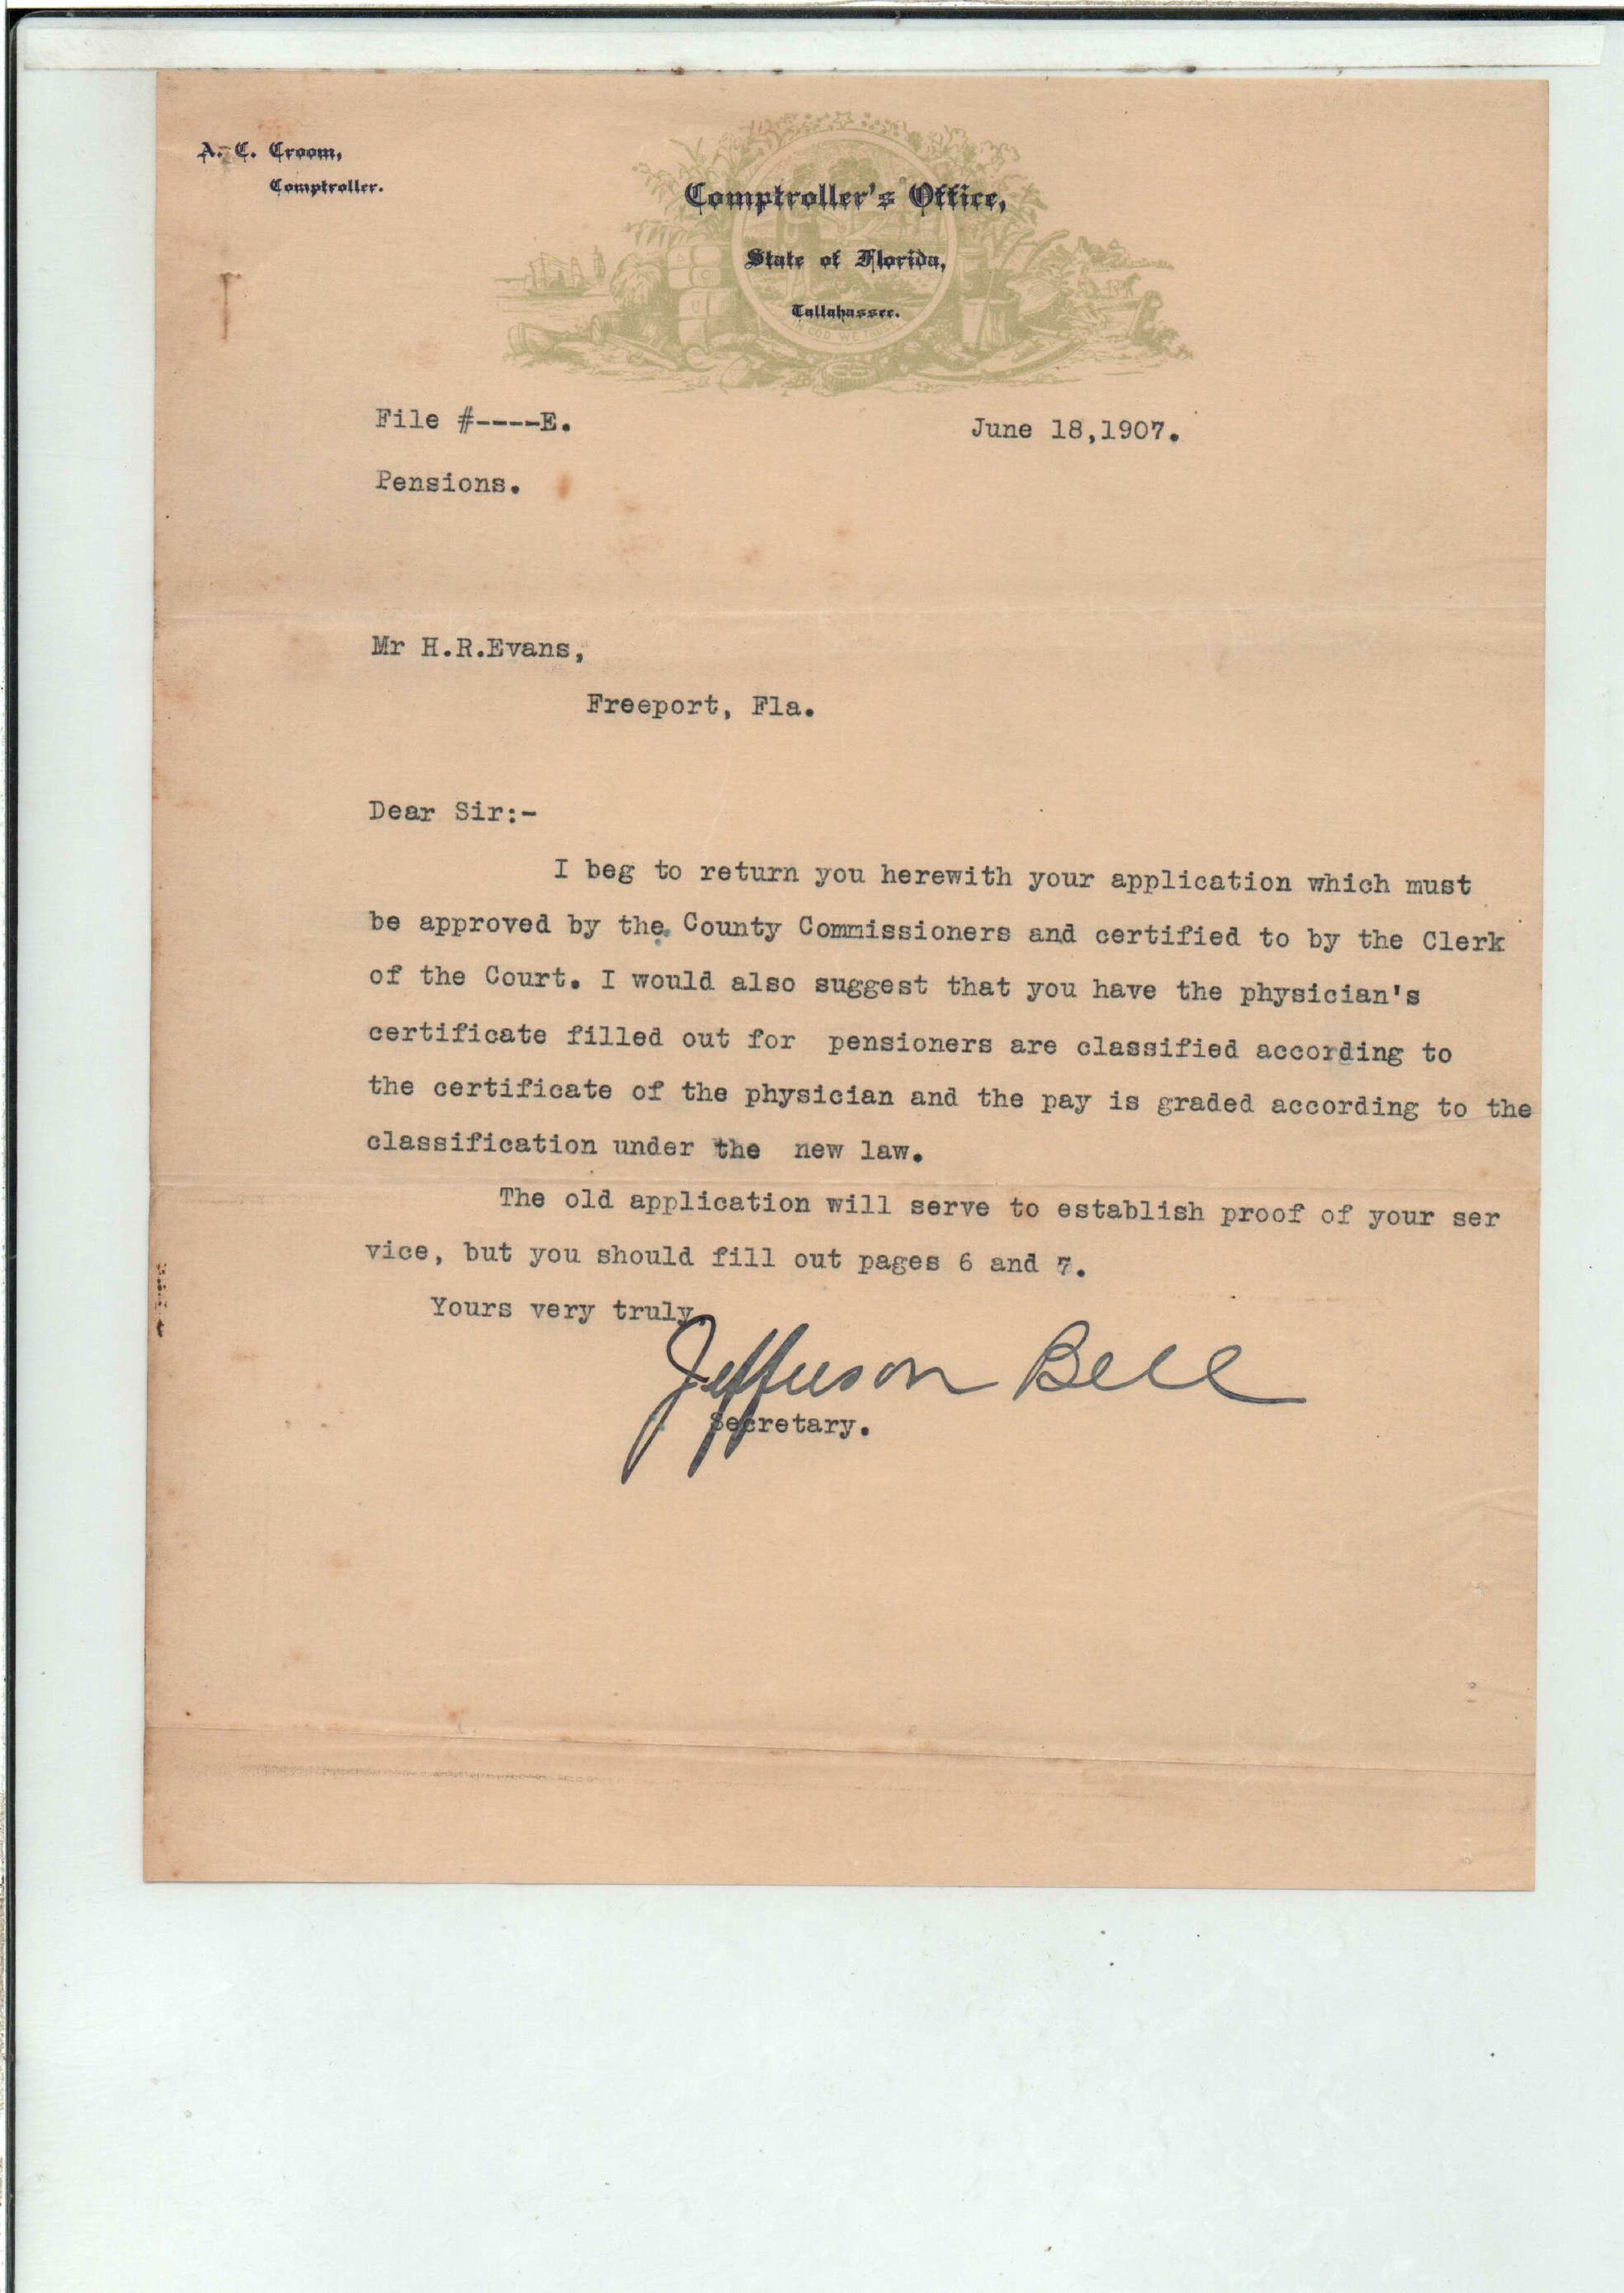 A. C. Croom,
Comptroller.
Comptroller's Office,
State of Florida,
Tallahassee.
File #----E.
June 18,1907.
Pensions.
Mr H.R.Evans,
Freeport, Fla.
Dear Sir:-
I beg to return you herewith your application which must
be approved by the County Commissioners and certified to by the Clerk
of the Court. I would also suggest that you have the physician's
certificate filled out for pensioners are classified according to
the certificate of the physician and the pay is graded according to the
classification under the new law.
The old application will serve to establish proof of your ser
vice, but you should fill out pages 6 and 7.
Yours very truly,
Jefferson Bell
Secretary.